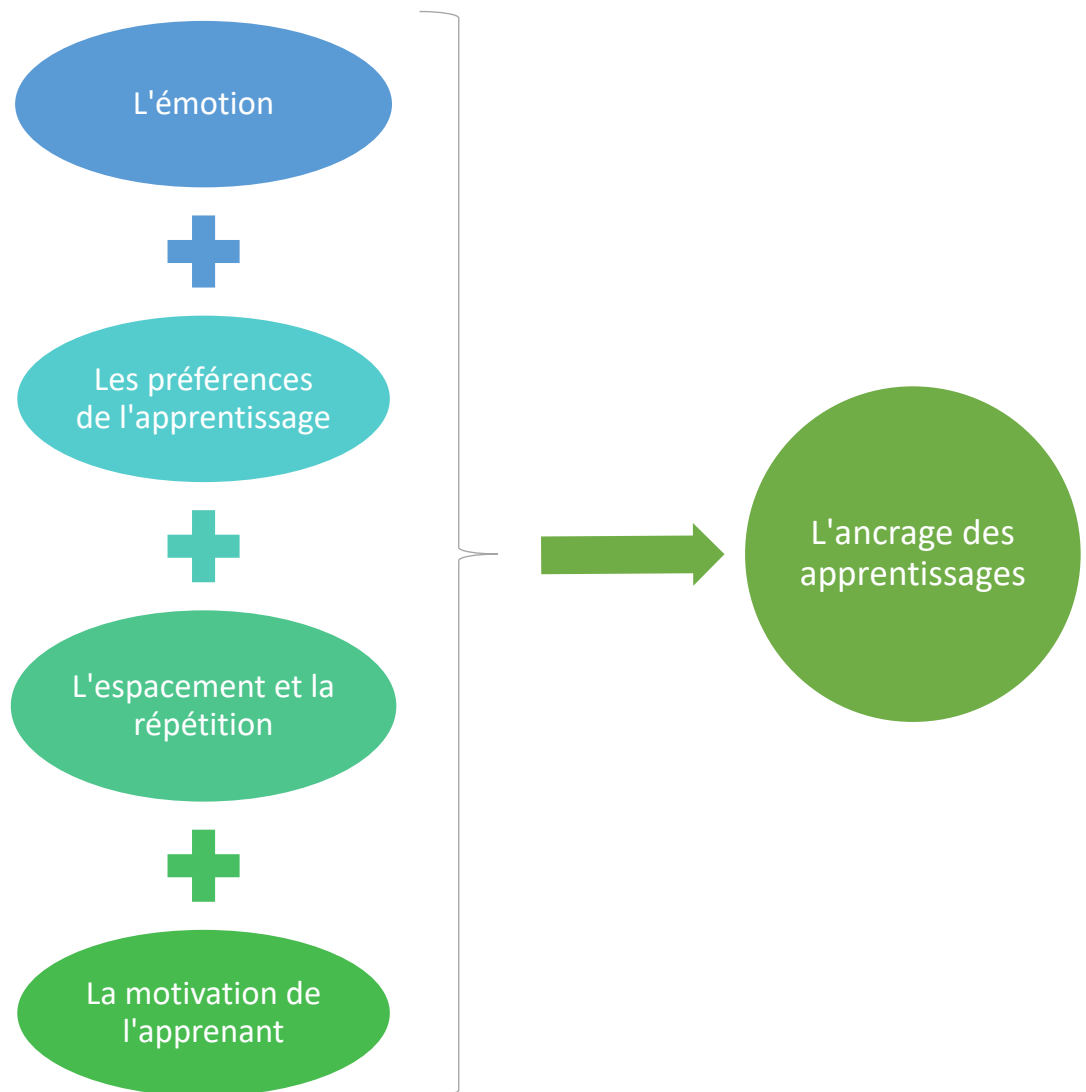 L'émotion
Les préférences
de l'apprentissage
L'espacement et la
répétition
La motivation de
l'apprenant
L'ancrage des
apprentissages